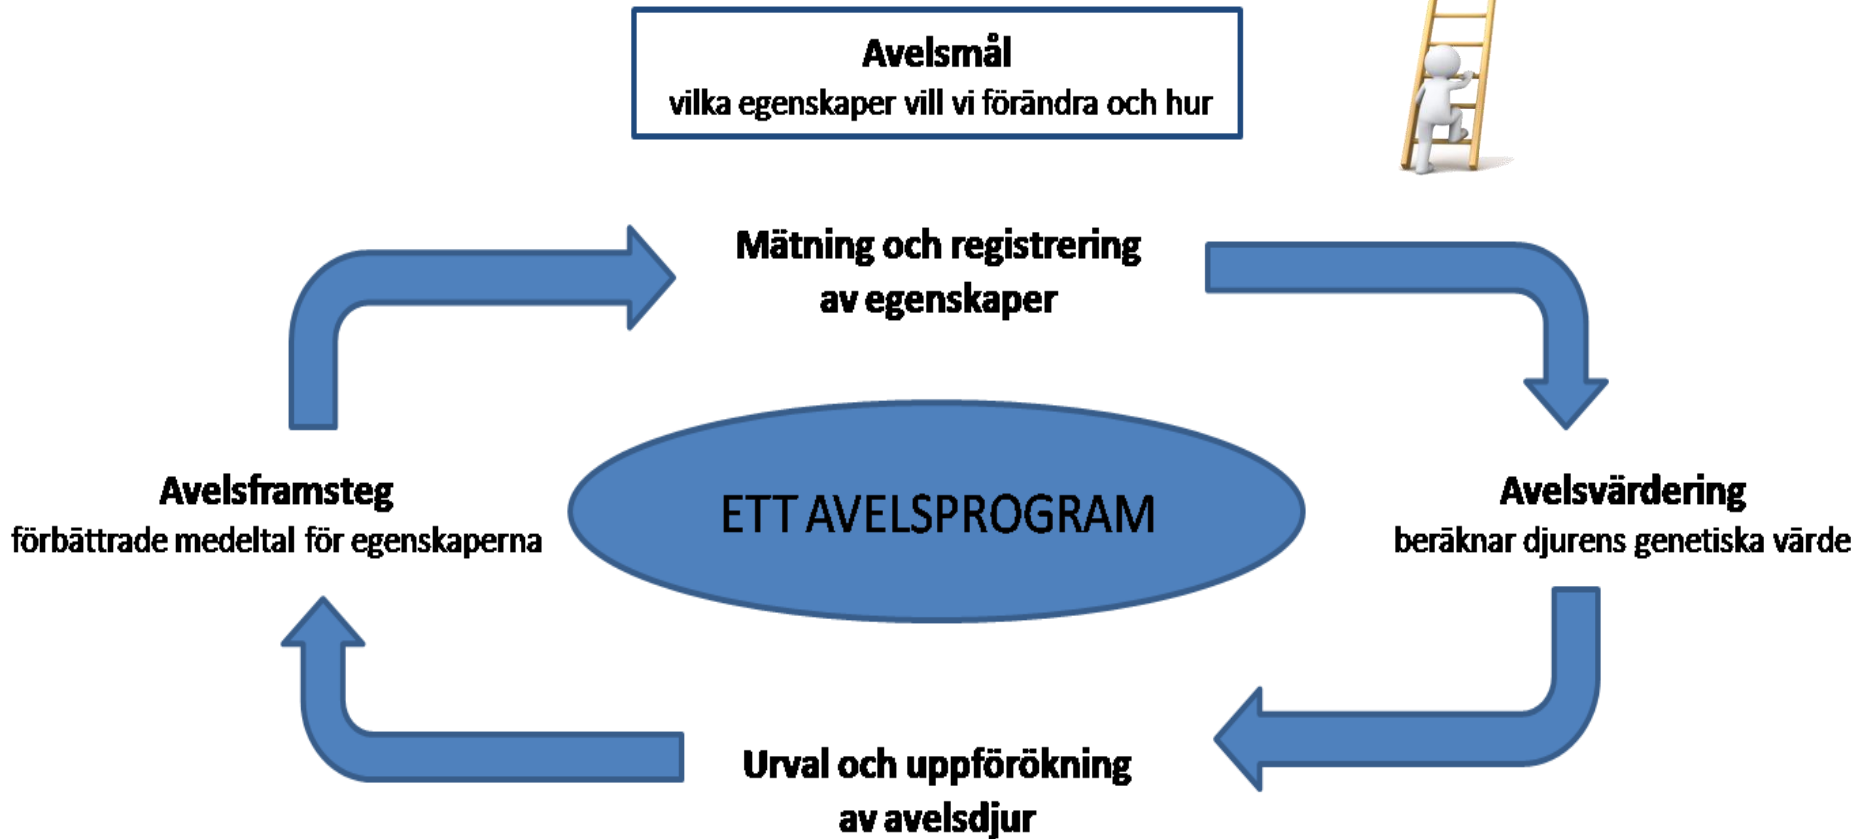 Avelsmål
vilka egenskaper vill vi förändra och hur
Mätning och registrering
av egenskaper
Avelsframsteg
förbättrade medeltal för egenskaperna
ETT AVELSPROGRAM
Avelsvärdering
beräknar djurens genetiska värde
Urval och uppförökning
av avelsdjur